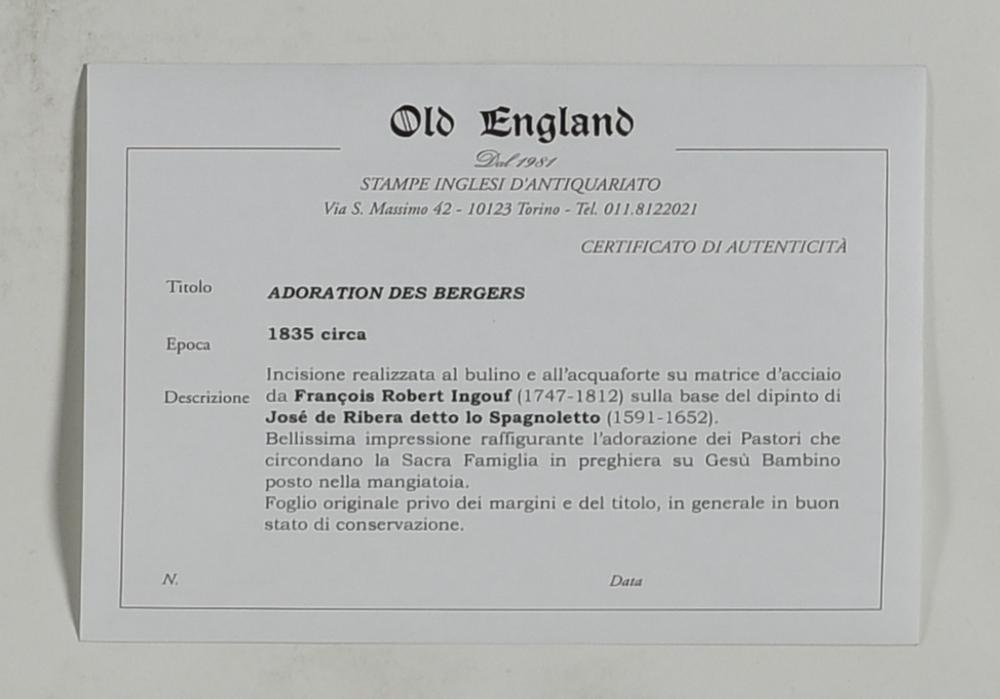 Old England
Dal 1981
STAMPE INGLESI D'ANTIQUARIATO
Via S. Massimo 42 - 10123 Torino - Tel. 011.8122021
CERTIFICATO DI AUTENTICITÀ
Titolo ADORATION DES BERGERS
Epoca 1835 circa
Descrizione
Incisione realizzata al bulino e all'acquaforte su matrice d'acciaio
da François Robert Ingouf (1747-1812) sulla base del dipinto di
José de Ribera detto lo Spagnoletto (1591-1652).
Bellissima impressione raffigurante l'adorazione dei Pastori che
circondano la Sacra Famiglia in preghiera su Gesù Bambino
posto nella mangiatoia.
Foglio originale privo dei margini e del titolo, in generale in buon
stato di conservazione.
N. Data